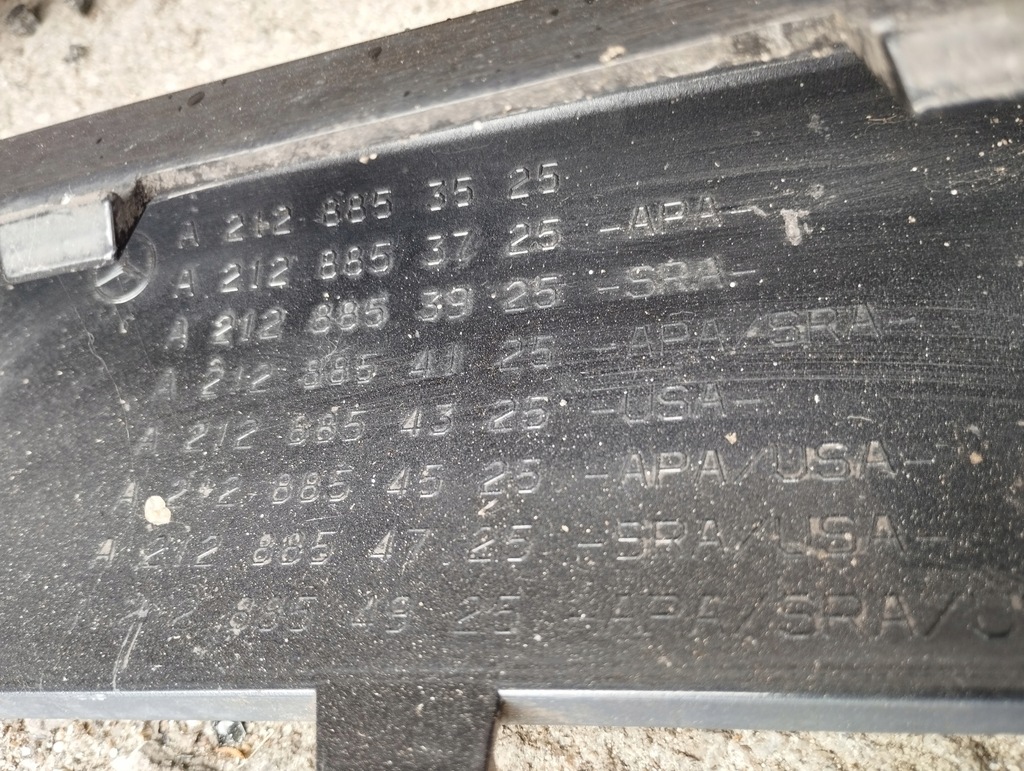 A 212 885 35 25
A 212 885 37 25 -APA-
A 212 885 39 25 -SRA-
A 212 885 41 25 -APA/SRA-
A 212 885 43 25 -USA-
A 212 885 45 25 -APA/USA-
A 212 885 47 25 -SRA/USA-
885 49 25 -APA/SRA/